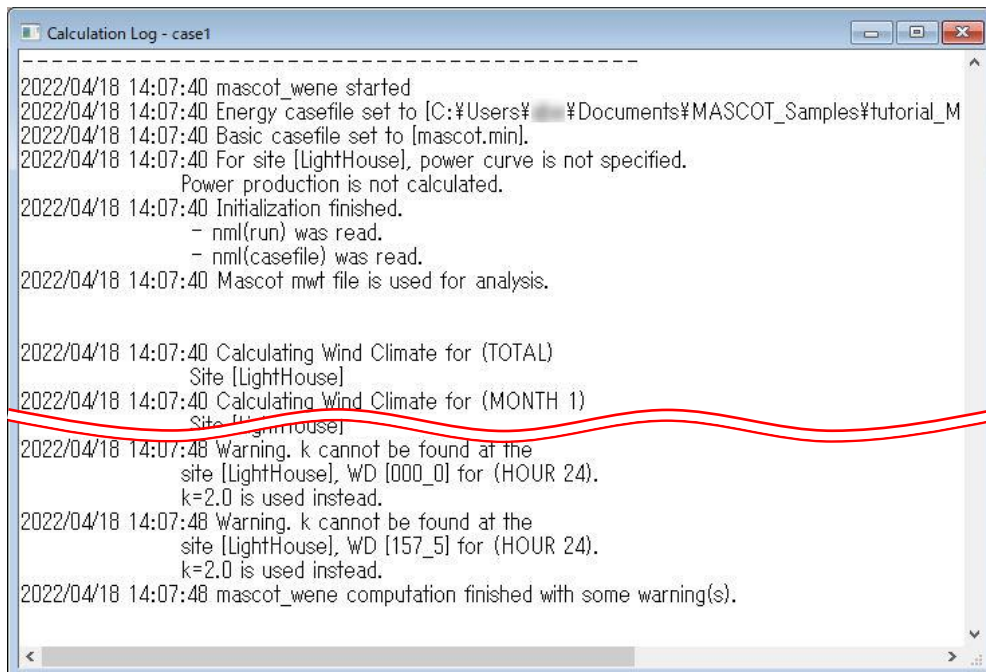 Calculation Log - case1
--------------------------------------------
2022/04/18 14:07:40 mascot_wene started
2022/04/18 14:07:40 Energy casefile set to [C:¥Users¥ ¥Documents¥MASCOT_Samples¥tutorial_M
2022/04/18 14:07:40 Basic casefile set to [mascot.min].
2022/04/18 14:07:40 For site [LightHouse], power curve is not specified.
Power production is not calculated.
2022/04/18 14:07:40 Initialization finished.
- nml(run) was read.
- nml(casefile) was read.
2022/04/18 14:07:40 Mascot mwt file is used for analysis.
2022/04/18 14:07:40 Calculating Wind Climate for (TOTAL)
Site [LightHouse]
2022/04/18 14:07:40 Calculating Wind Climate for (MONTH 1)
Site [LightHouse]
2022/04/18 14:07:48 Warning. k cannot be found at the
site [LightHouse], WD [000_0] for (HOUR 24).
k=2.0 is used instead.
2022/04/18 14:07:48 Warning. k cannot be found at the
site [LightHouse], WD [157_5] for (HOUR 24).
k=2.0 is used instead.
2022/04/18 14:07:48 mascot_wene computation finished with some warning(s).